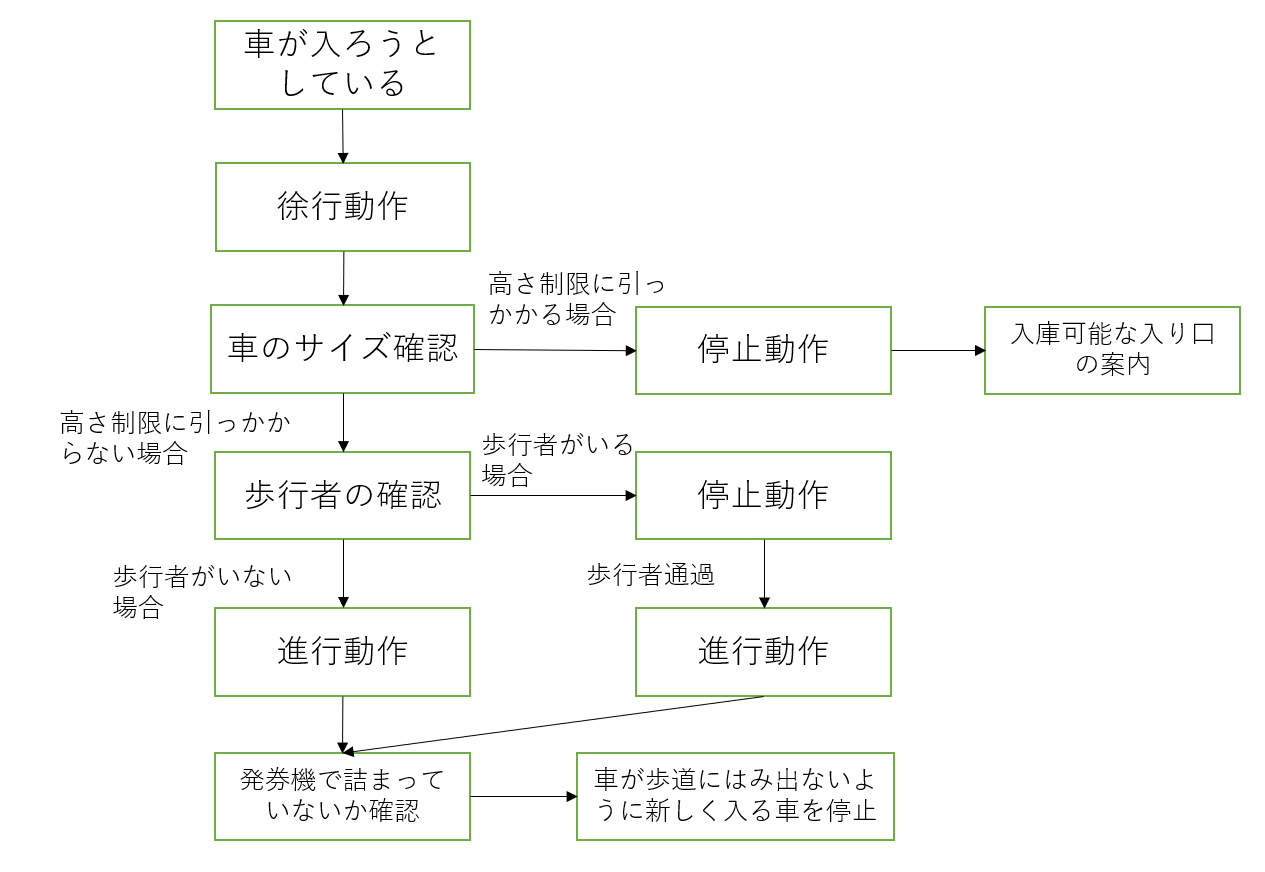 車が入ろうと
している
徐行動作
高さ制限に引っ
かかる場合
車のサイズ確認
停止動作
入庫可能な入り口
の案内
高さ制限に引っかか
らない場合
歩行者がいる
場合
歩行者の確認
停止動作
歩行者がいない
場合
歩行者通過
進行動作
進行動作
発券機で詰まって
いないか確認
車が歩道にはみ出ないよ
うに新しく入る車を停止